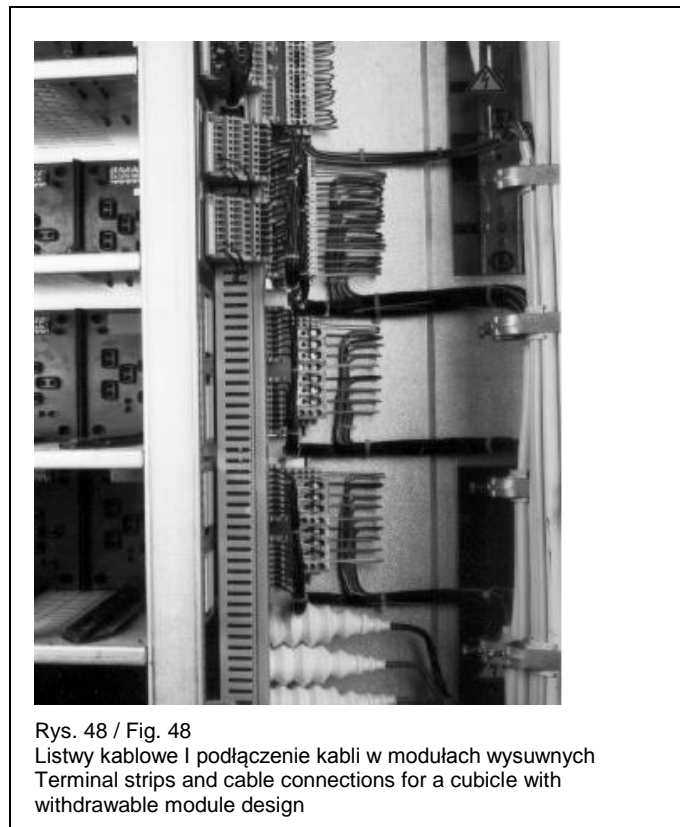 Rys. 48 / Fig. 48
Listwy kablowe I podłączenie kabli w modułach wysuwnych
Terminal strips and cable connections for a cubicle with
withdrawable module design